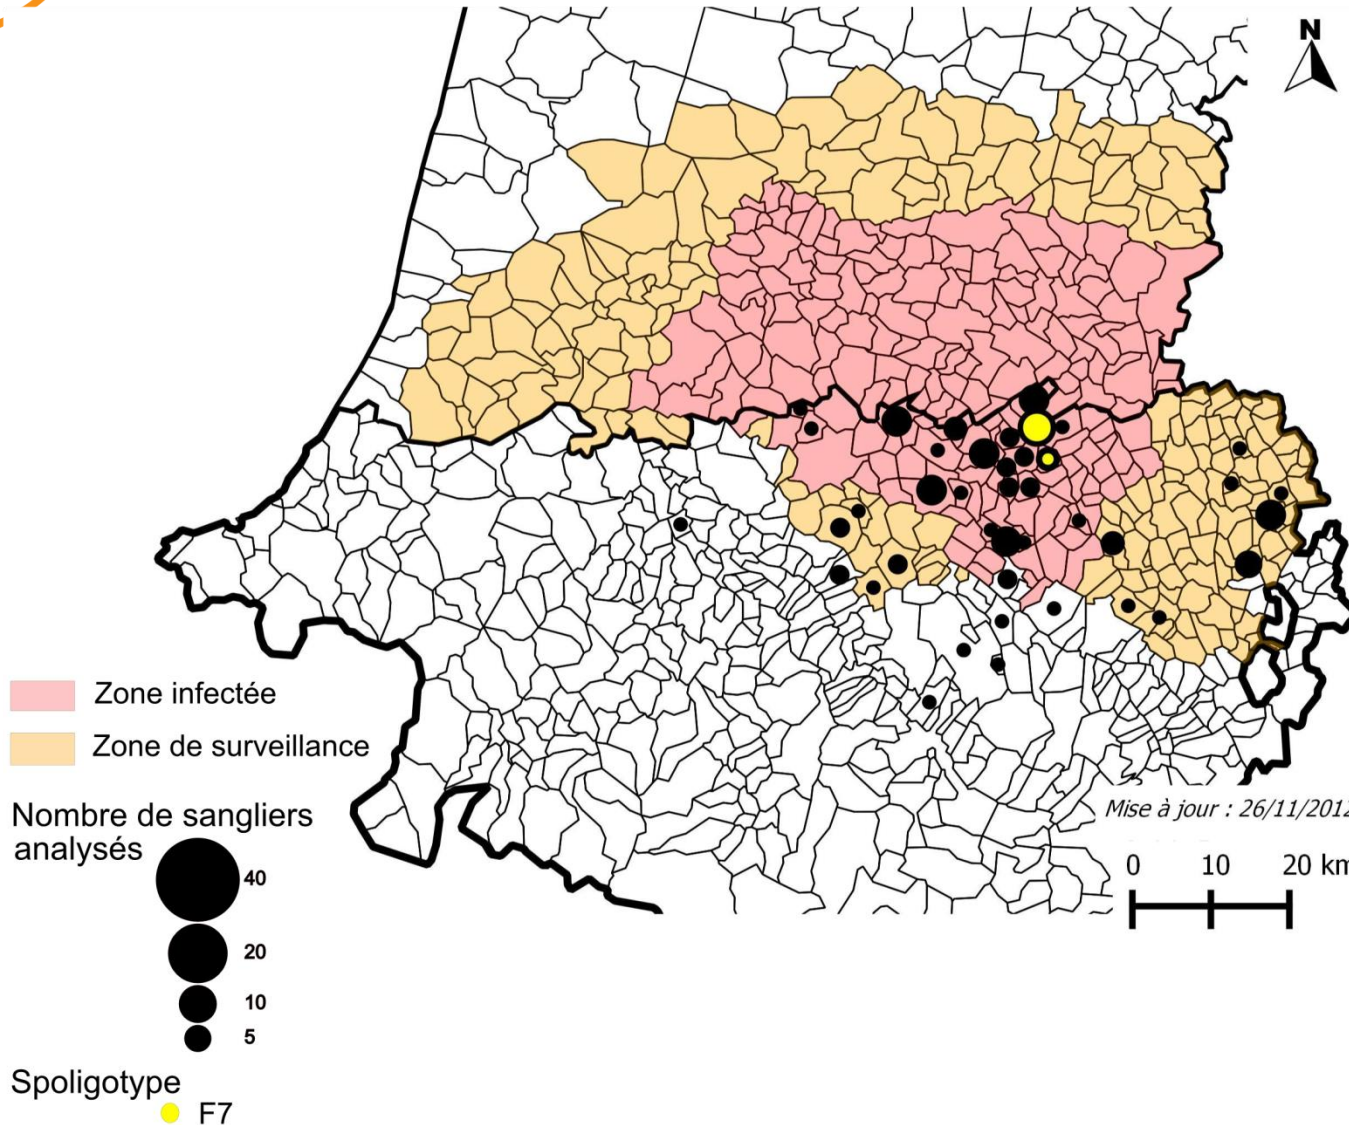 N
Zone infectée
Zone de surveillance
Nombre de sangliers
analysés
40
20
10
5
Spoligotype
F7
Mise à jour : 26/11/2012
0 10 20 km